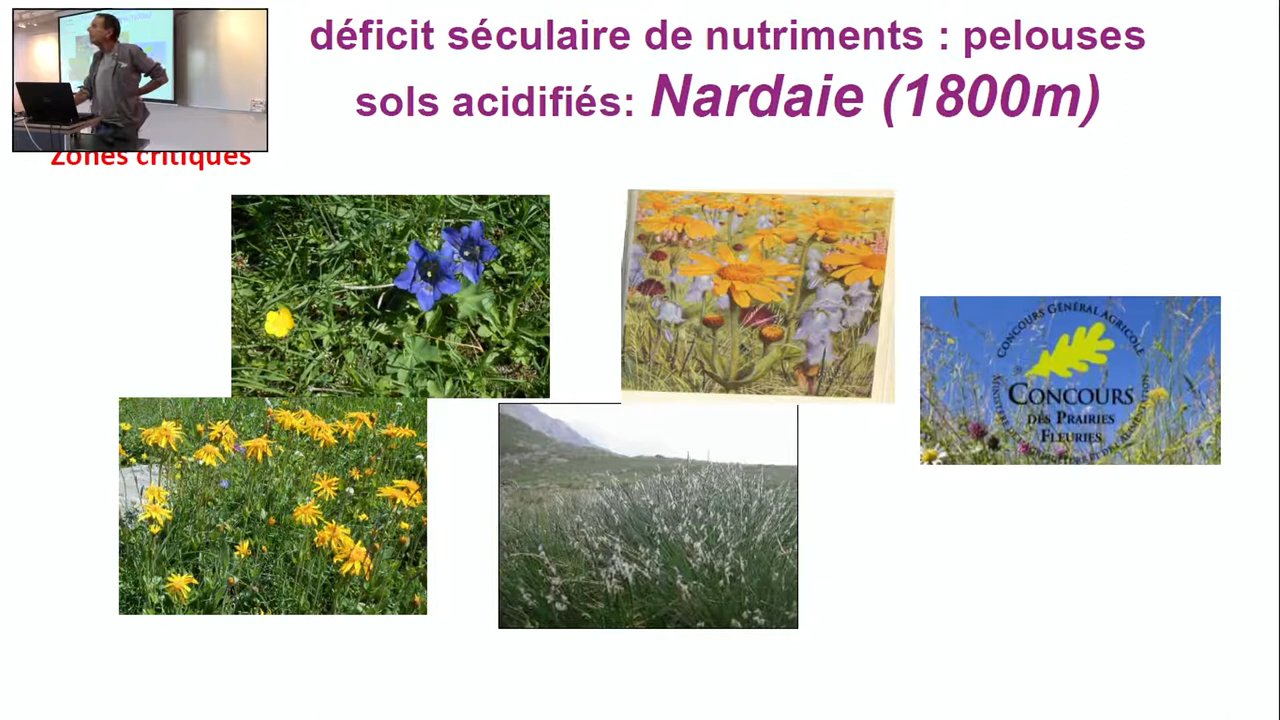 déficit séculaire de nutriments : pelouses
sols acidifiés: Nardaie (1800m)
Zones critiques
CONCOURS GÉNÉRAL AGRICOLE
CONCOURS
DES PRAIRIES
FLEURIES